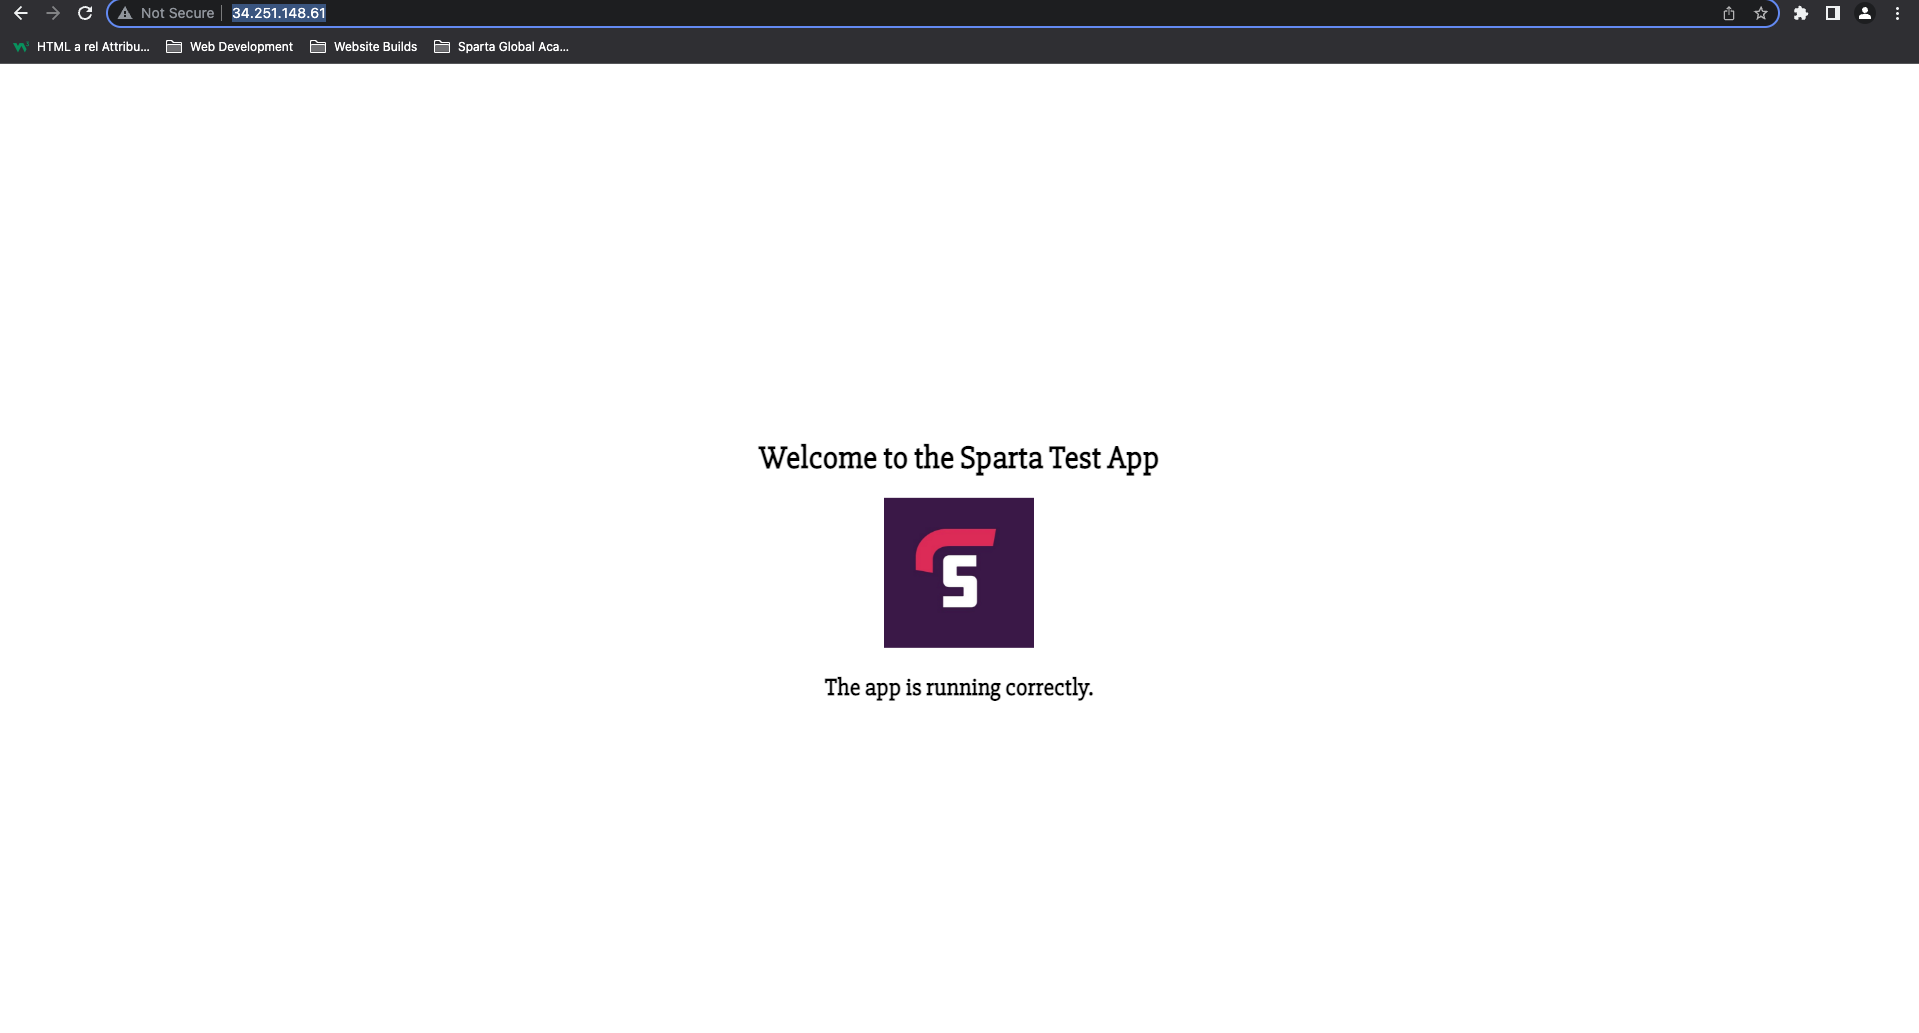 Not Secure
34.251.148.61
HTML a rel Attribu...
Web Development
Website Builds
Sparta Global Aca...
Welcome to the Sparta Test App
S
The app is running correctly.